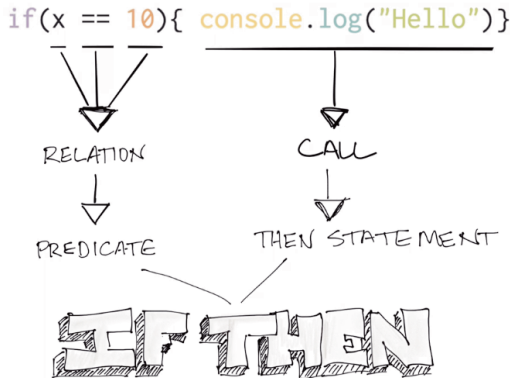 if(x == 10){ console.log("Hello")}
RELATION
CALL
PREDICATE
THEN STATEMENT
IF THEN